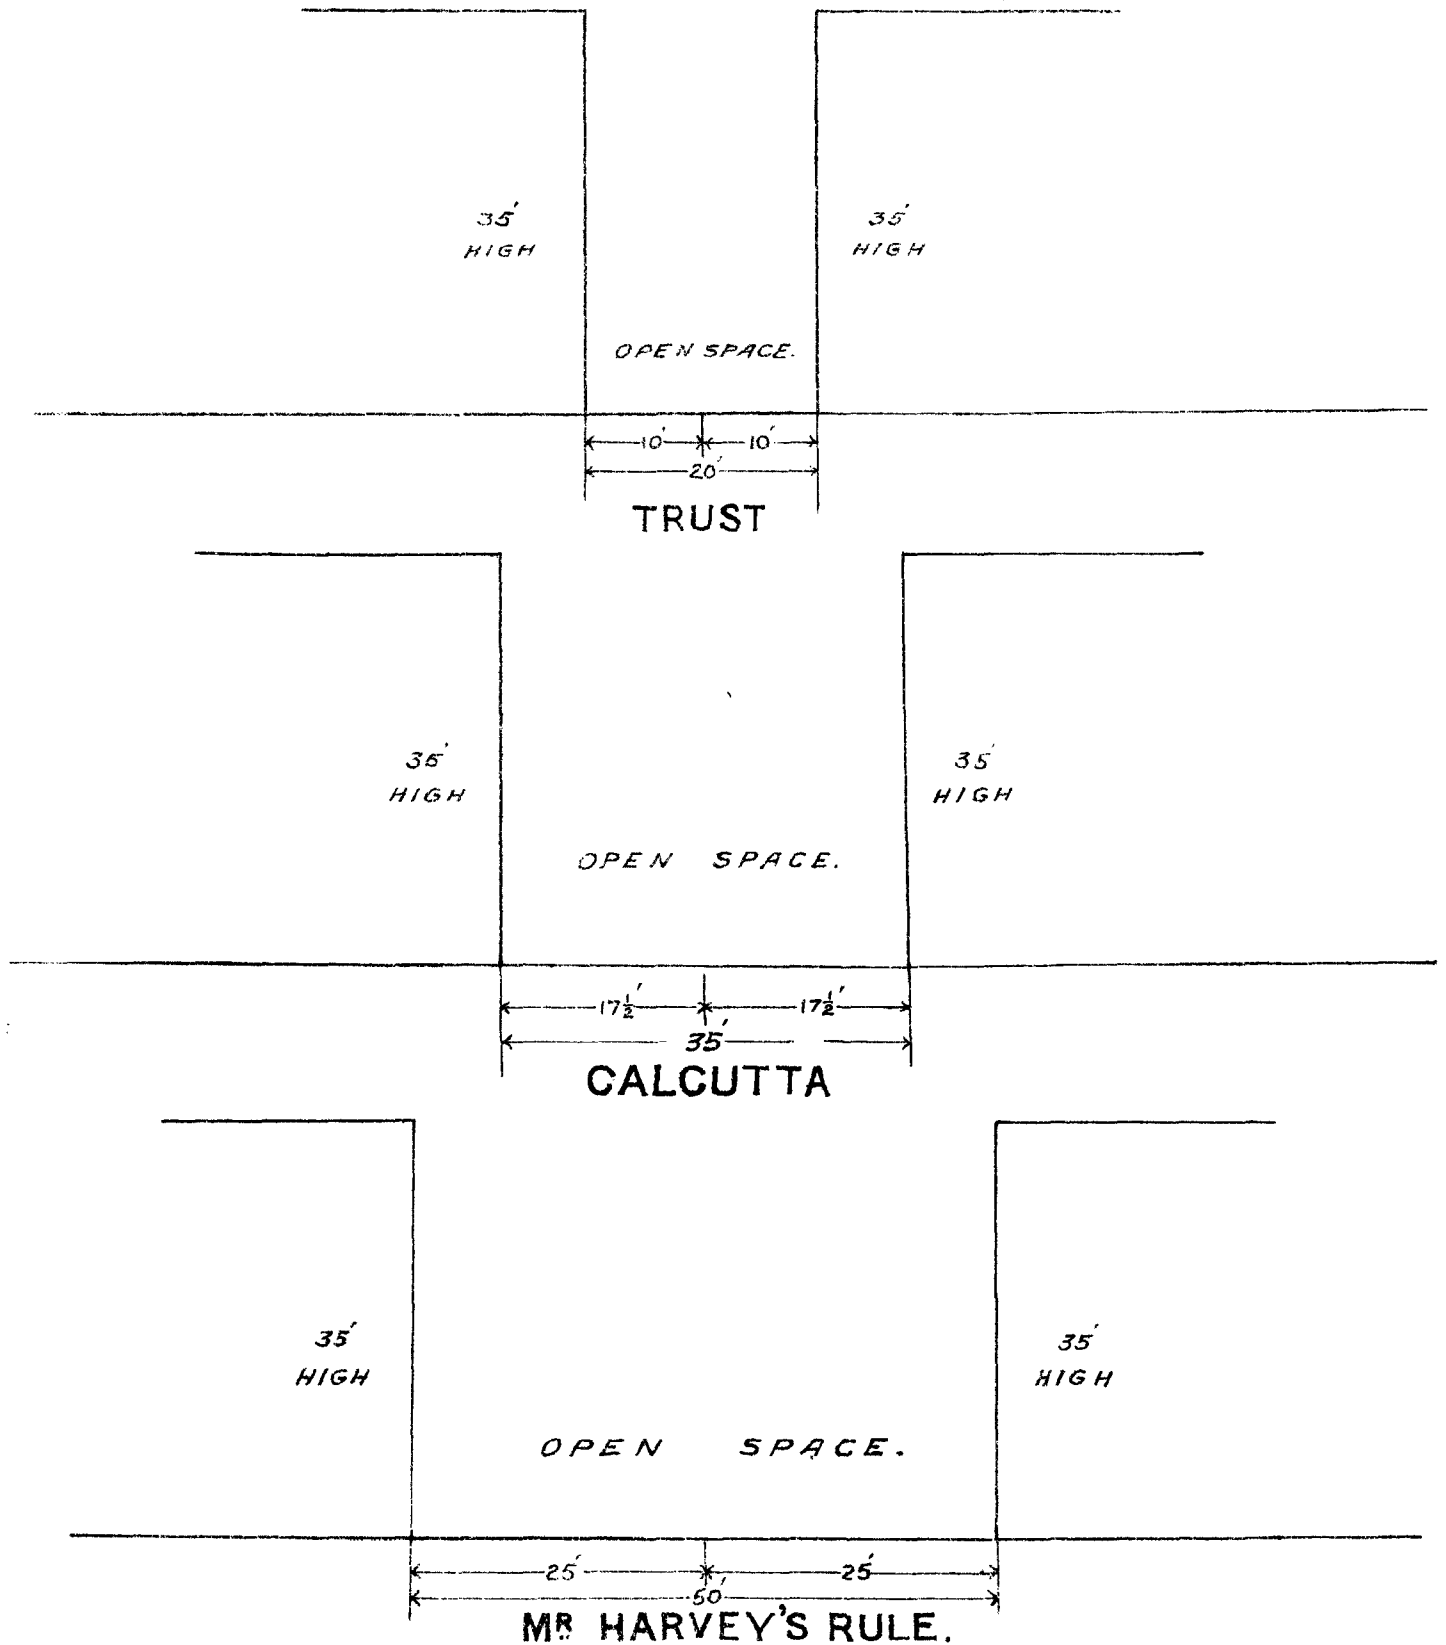 35' 35'
HIGH HIGH
OPEN SPACE.
10' 10'
20'
TRUST
35' 35'
HIGH HIGH
OPEN SPACE.
17½' 17½'
35'
CALCUTTA
35' 35'
HIGH HIGH
OPEN SPACE.
25' 25'
50'
MR HARVEY'S RULE.